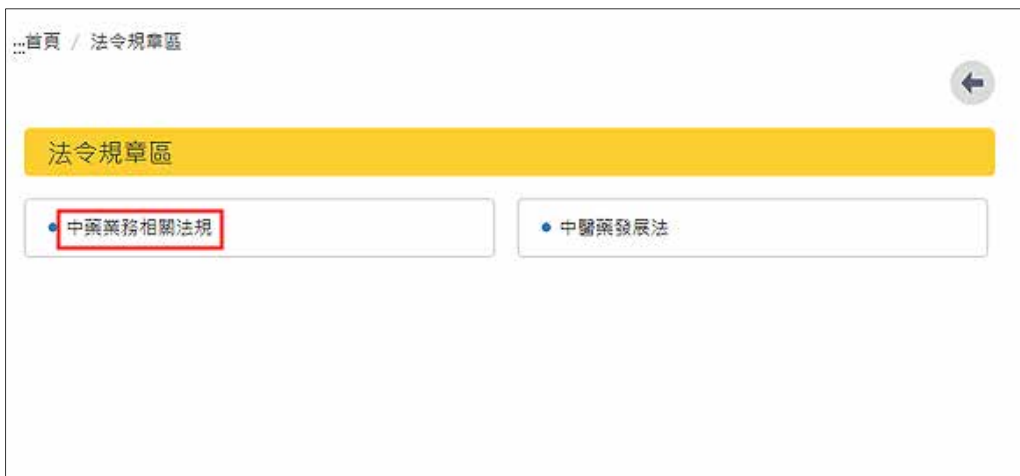 :::首頁 / 法令規章區
法令規章區
中藥業務相關法規
中醫藥發展法